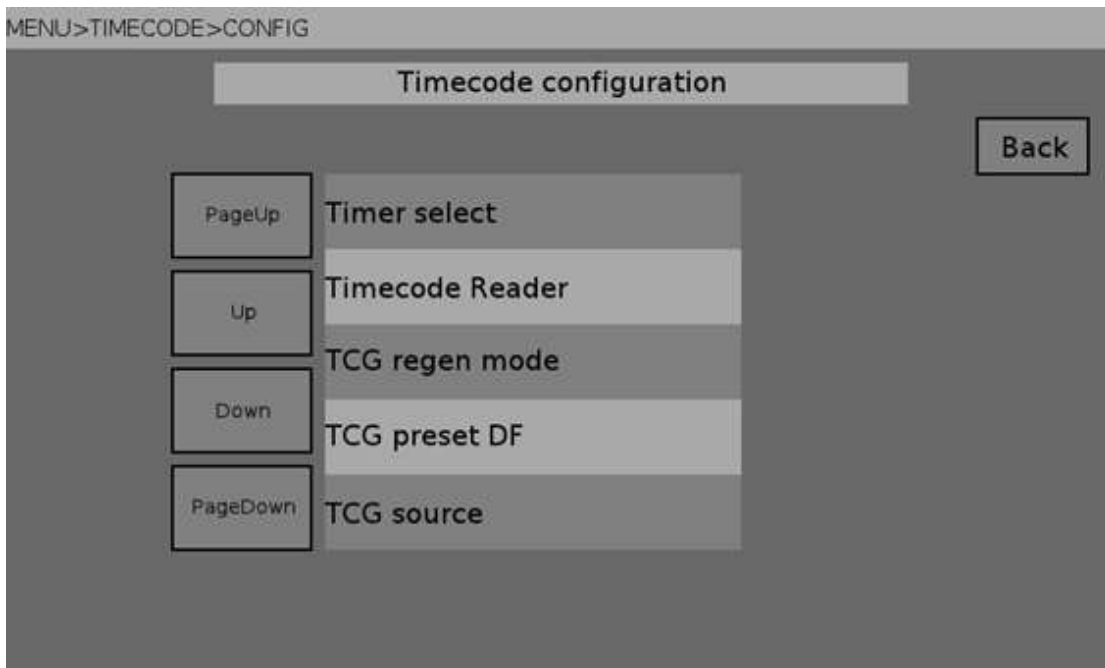 MENU>TIMECODE>CONFIG
Timecode configuration
Back
PageUp
Timer select
Up
Timecode Reader
TCG regen mode
Down
TCG preset DF
PageDown
TCG source